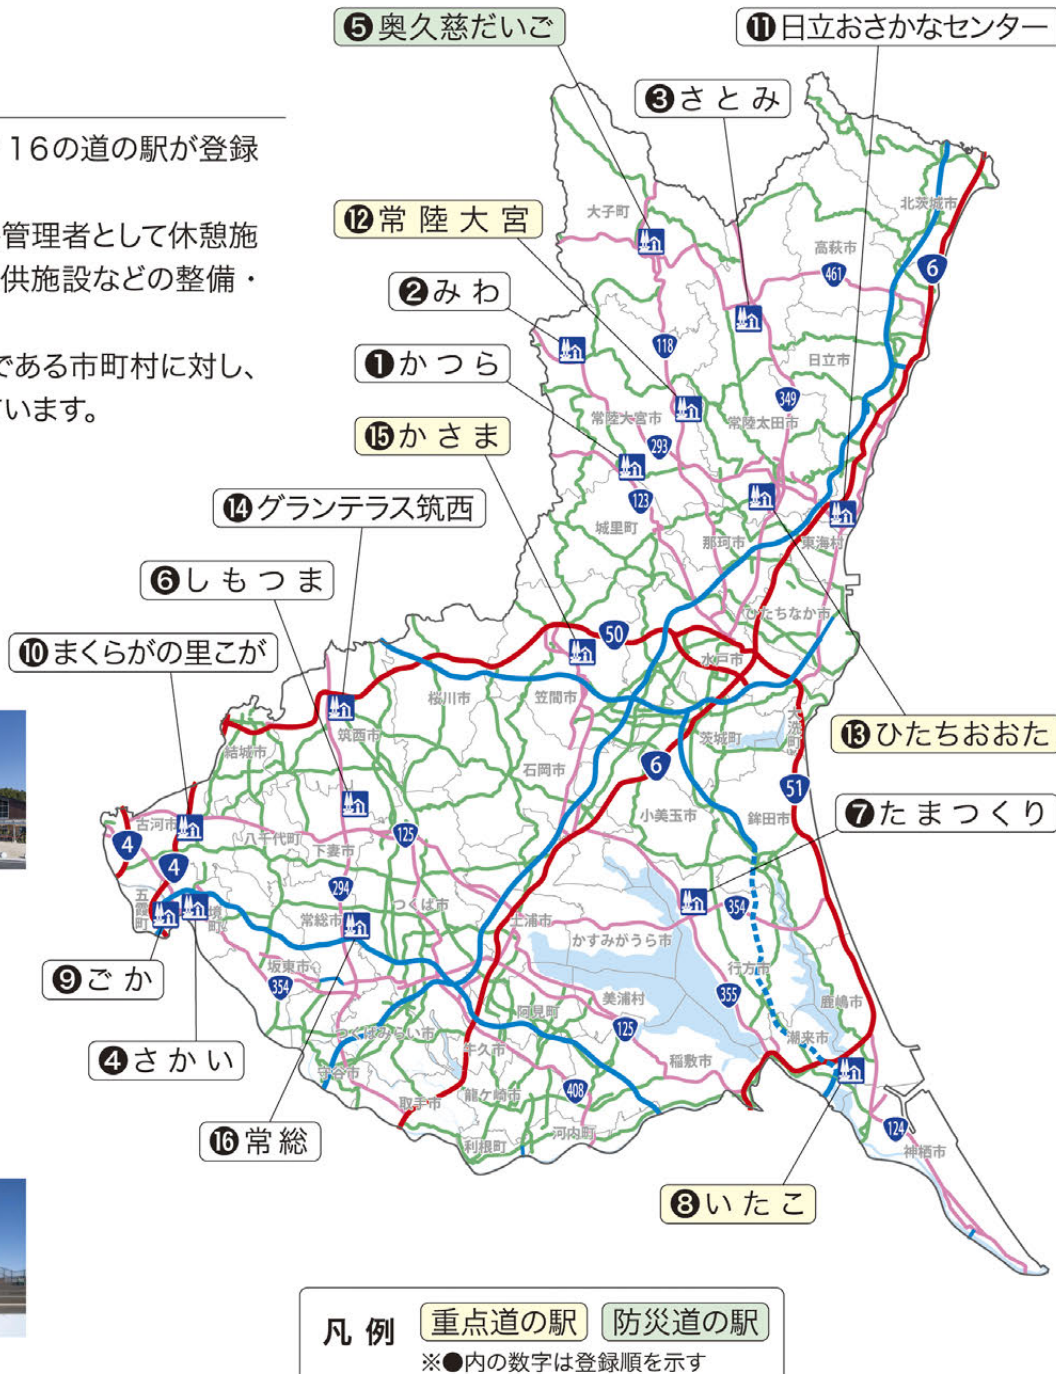 16の道の駅が登録
管理者として休憩施
供施設などの整備・
である市町村に対し、
ています。
❺奥久慈だいご
⓫日立おさかなセンター
❸さとみ
⓬常陸大宮
❷みわ
❶かつら
⓯かさま
⓮グランテラス筑西
❻しもつま
❿まくらがの里こが
⓭ひたちおおた
❼たまつくり
❾ごか
❹さかい
⓰常総
❽いたこ
大子町
北茨城市
高萩市
461
6
118
日立市
349
常陸大宮市
常陸太田市
293
123
城里町
那珂市
東海村
ひたちなか市
50
水戸市
桜川市
笠間市
筑西市
結城市
茨城町
大洗町
石岡市
6
51
小美玉市
鉾田市
古河市
4
八千代町
125
下妻市
4
294
つくば市
五霞町
境町
常総市
土浦市
354
かすみがうら市
坂東市
行方市
354
355
美浦村
鹿嶋市
阿見町
つくばみらい市
125
潮来市
牛久市
守谷市
稲敷市
408
龍ケ崎市
取手市
河内町
利根町
124
神栖市
凡例
重点道の駅
防災道の駅
※●内の数字は登録順を示す